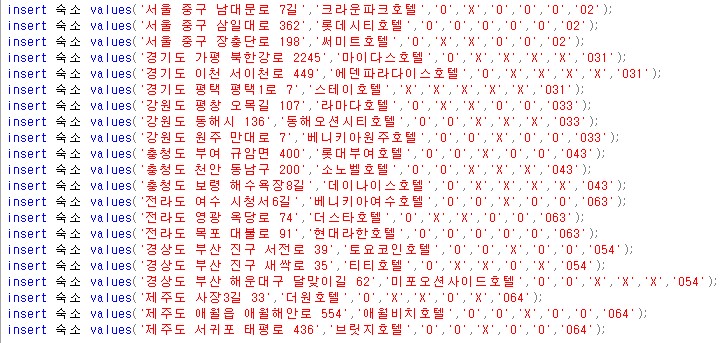 insert 숙소 values('서울 중구 남대문로 7길','크라운파크호텔','O','X','O','O','O','02');
insert 숙소 values('서울 중구 삼일대로 362','롯데시티호텔','O','X','O','O','O','02');
insert 숙소 values('서울 중구 장충단로 198','써미트호텔','O','X','X','O','O','02');
insert 숙소 values('경기도 가평 북한강로 2245','마이다스호텔','O','O','X','X','X','031');
insert 숙소 values('경기도 이천 서이천로 449','에덴파라다이스호텔','O','X','X','X','X','031');
insert 숙소 values('경기도 평택 평택1로 7','스테이호텔','X','X','X','X','X','031');
insert 숙소 values('강원도 평창 오목길 107','라마다호텔','O','X','X','O','O','033');
insert 숙소 values('강원도 동해시 136','동해오션시티호텔','O','O','X','O','X','033');
insert 숙소 values('강원도 원주 만대로 7','베니키아원주호텔','O','O','X','O','O','033');
insert 숙소 values('충청도 부여 규암면 400','롯대부여호텔','O','O','X','O','O','043');
insert 숙소 values('충청도 천안 동남구 200','소노벨호텔','O','O','X','X','X','043');
insert 숙소 values('충청도 보령 해수욕장8길','데이나이스호텔','O','O','X','X','X','043');
insert 숙소 values('전라도 여수 시청서6길','베니키아여수호텔','O','O','X','O','O','063');
insert 숙소 values('전라도 영광 옥당로 74','더스타호텔','O','X','X','O','O','063');
insert 숙소 values('전라도 목포 대불로 91','현대라한호텔','O','O','O','O','O','063');
insert 숙소 values('경상도 부산 진구 서전로 39','토요코인호텔','O','O','X','O','O','054');
insert 숙소 values('경상도 부산 진구 새싹로 35','티티호텔','O','X','X','O','X','054');
insert 숙소 values('경상도 부산 해운대구 달맞이길 62','미포오션사이드호텔','O','O','X','X','X','054');
insert 숙소 values('제주도 사장3길 33','더원호텔','O','X','X','O','X','064');
insert 숙소 values('제주도 애월읍 애월해안로 554','애월비치호텔','O','X','O','O','O','064');
insert 숙소 values('제주도 서귀포 태평로 436','브릿지호텔','O','O','X','O','O','064');